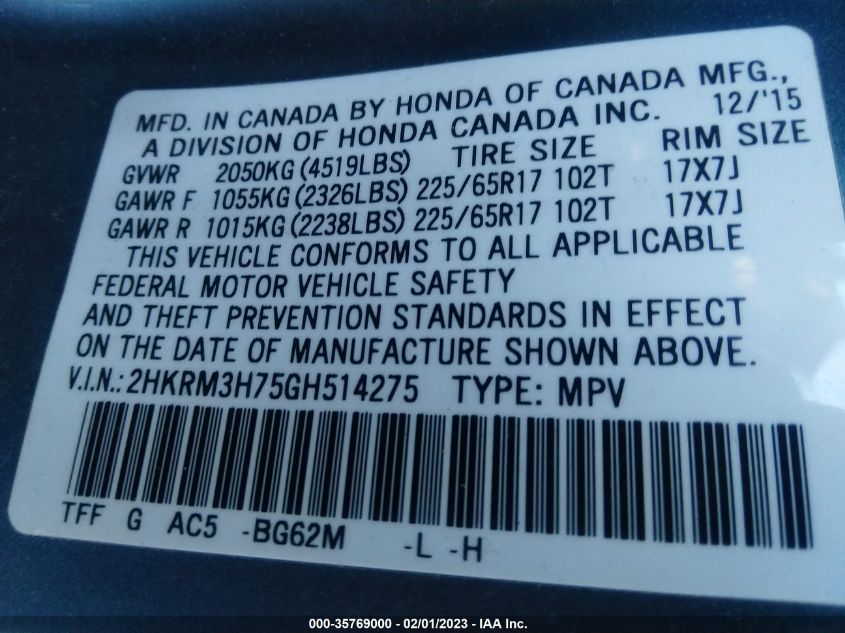 MFD. IN CANADA BY HONDA OF CANADA MFG.,
A DIVISION OF HONDA CANADA INC. 12/'15
GVWR 2050KG (4519LBS) TIRE SIZE RIM SIZE
GAWR F 1055KG (2326LBS) 225/65R17 102T 17X7J
GAWR R 1015KG (2238LBS) 225/65R17 102T 17X7J
THIS VEHICLE CONFORMS TO ALL APPLICABLE
FEDERAL MOTOR VEHICLE SAFETY
AND THEFT PREVENTION STANDARDS IN EFFECT
ON THE DATE OF MANUFACTURE SHOWN ABOVE.
V.I.N.: 2HKRM3H75GH514275 TYPE: MPV
TFF G AC5 -BG62M -L -H
000-35769000 - 02/01/2023 - IAA Inc.